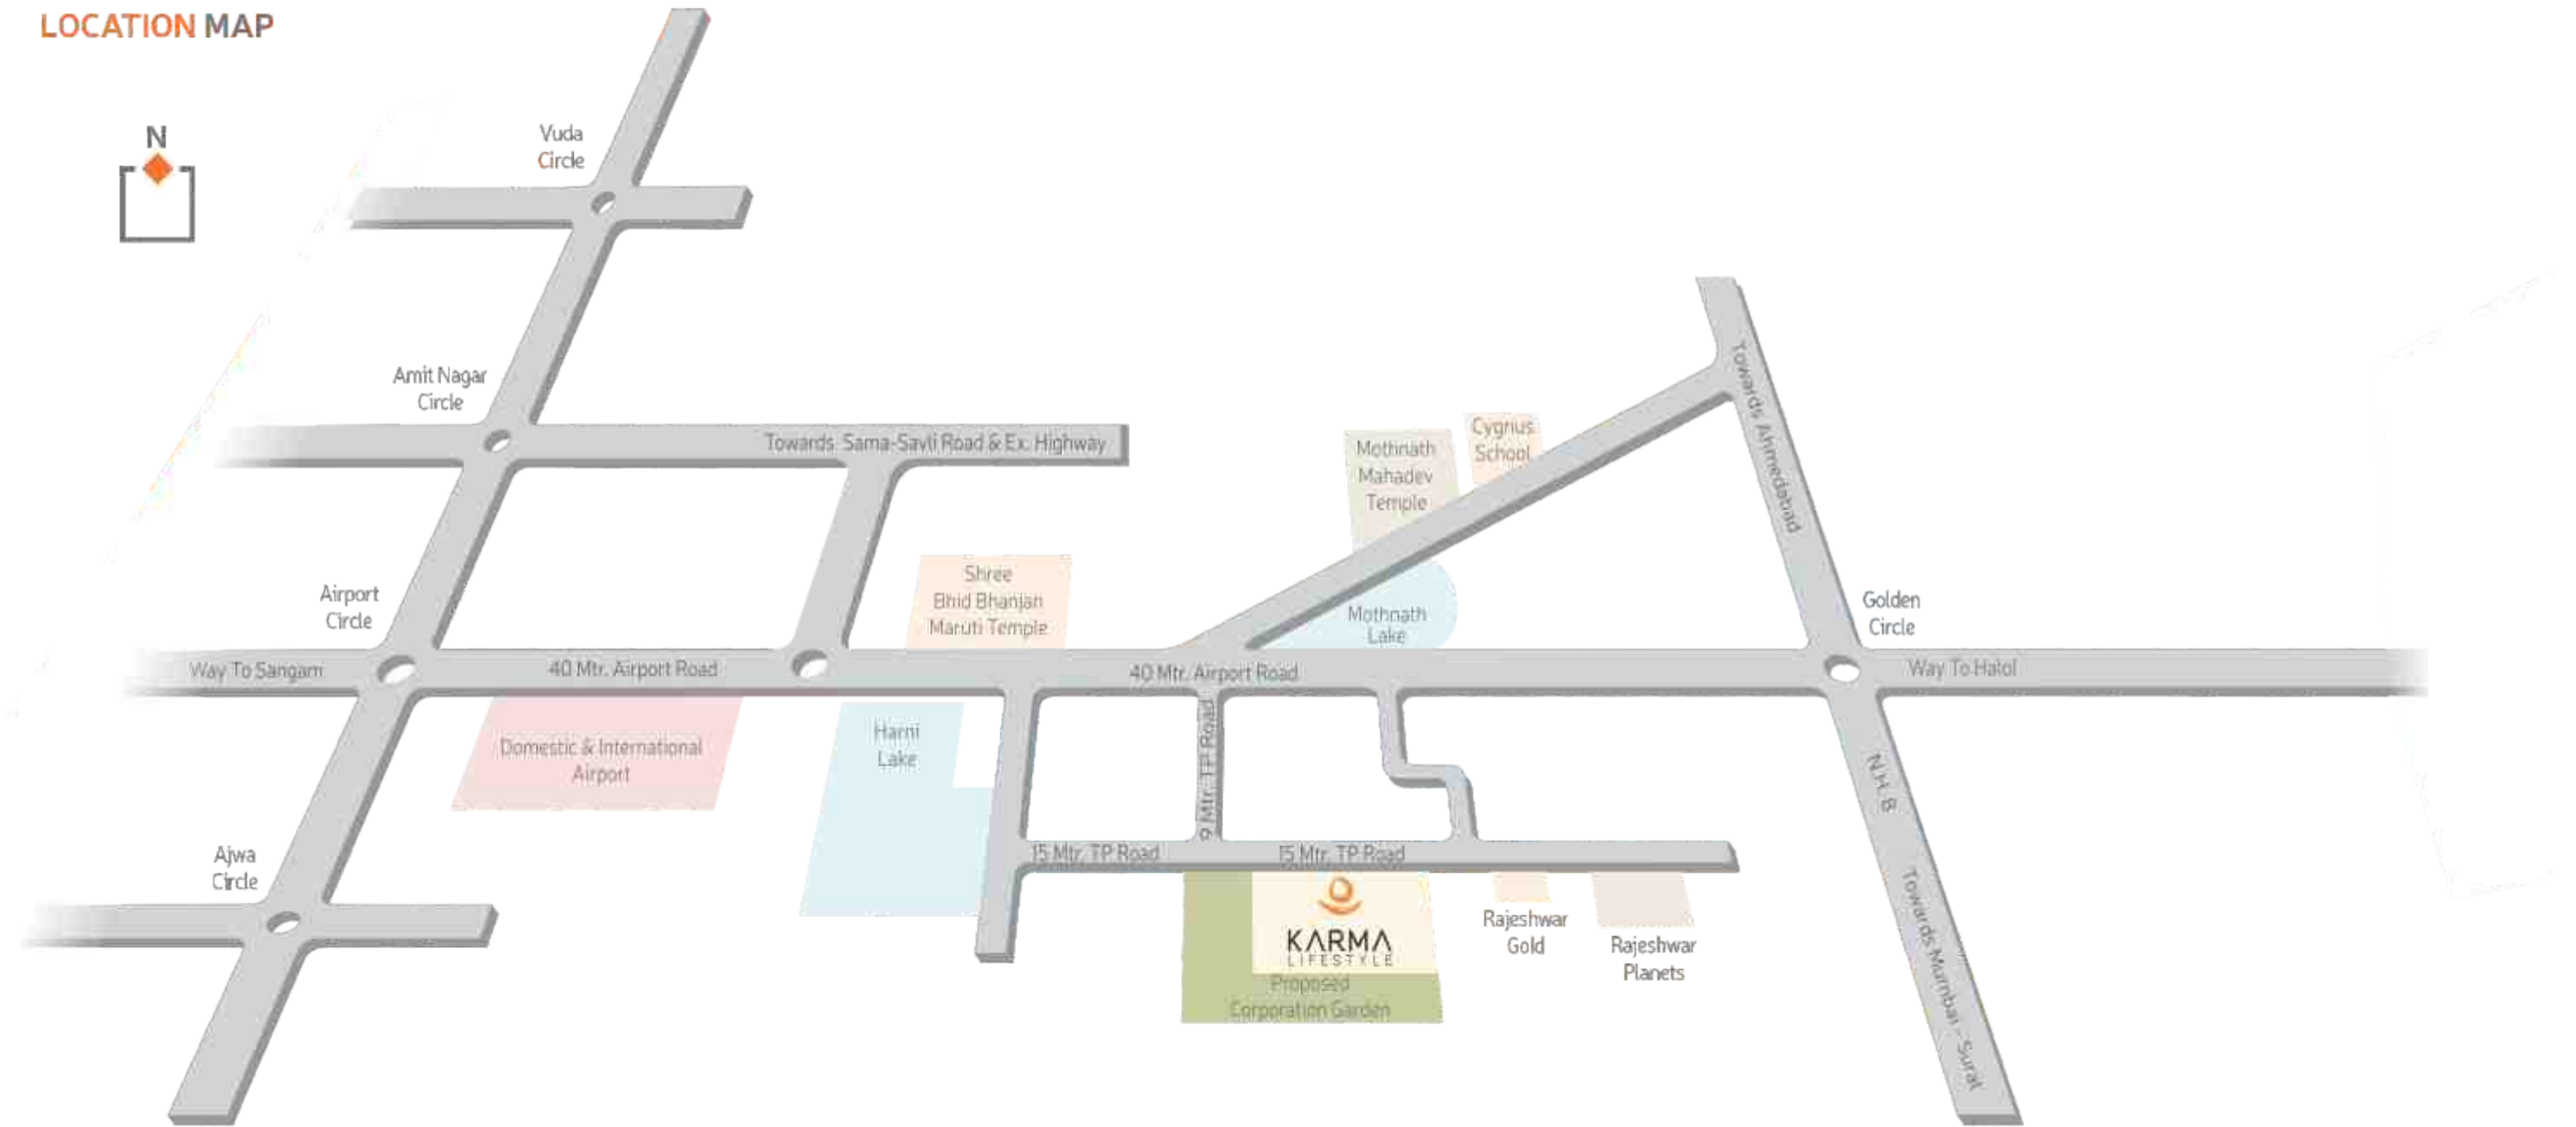 LOCATION MAP
N
Vuda
Circle
Amit Nagar
Circle
Towards Sama-Savli Road & Ex. Highway
Towards Ahmedabad
Mothnath
Mahadev
Temple
Cygnus
School
Airport
Circle
Shree
Bhid Bhanjan
Maruti Temple
Mothnath
Lake
Golden
Circle
Way To Sangam
40 Mtr. Airport Road
40 Mtr. Airport Road
Way To Halol
Domestic & International
Airport
Harni
Lake
9 Mtr. TP Road
N.H. 8
Ajwa
Circle
15 Mtr. TP Road
15 Mtr. TP Road
Towards Mumbai - Surat
KARMA
LIFESTYLE
Rajeshwar
Gold
Rajeshwar
Planets
Proposed
Corporation Garden